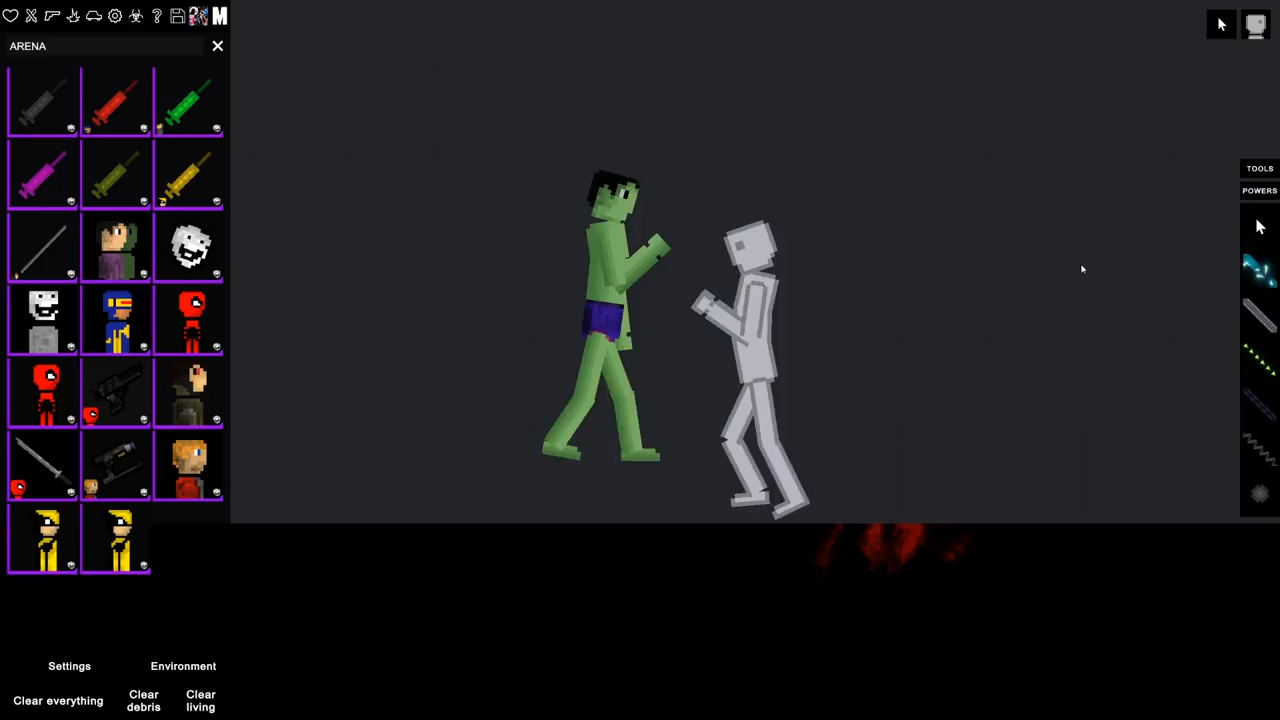 ? M
ARENA
TOOLS
POWERS
Settings
Environment
Clear everything
Clear debris
Clear living